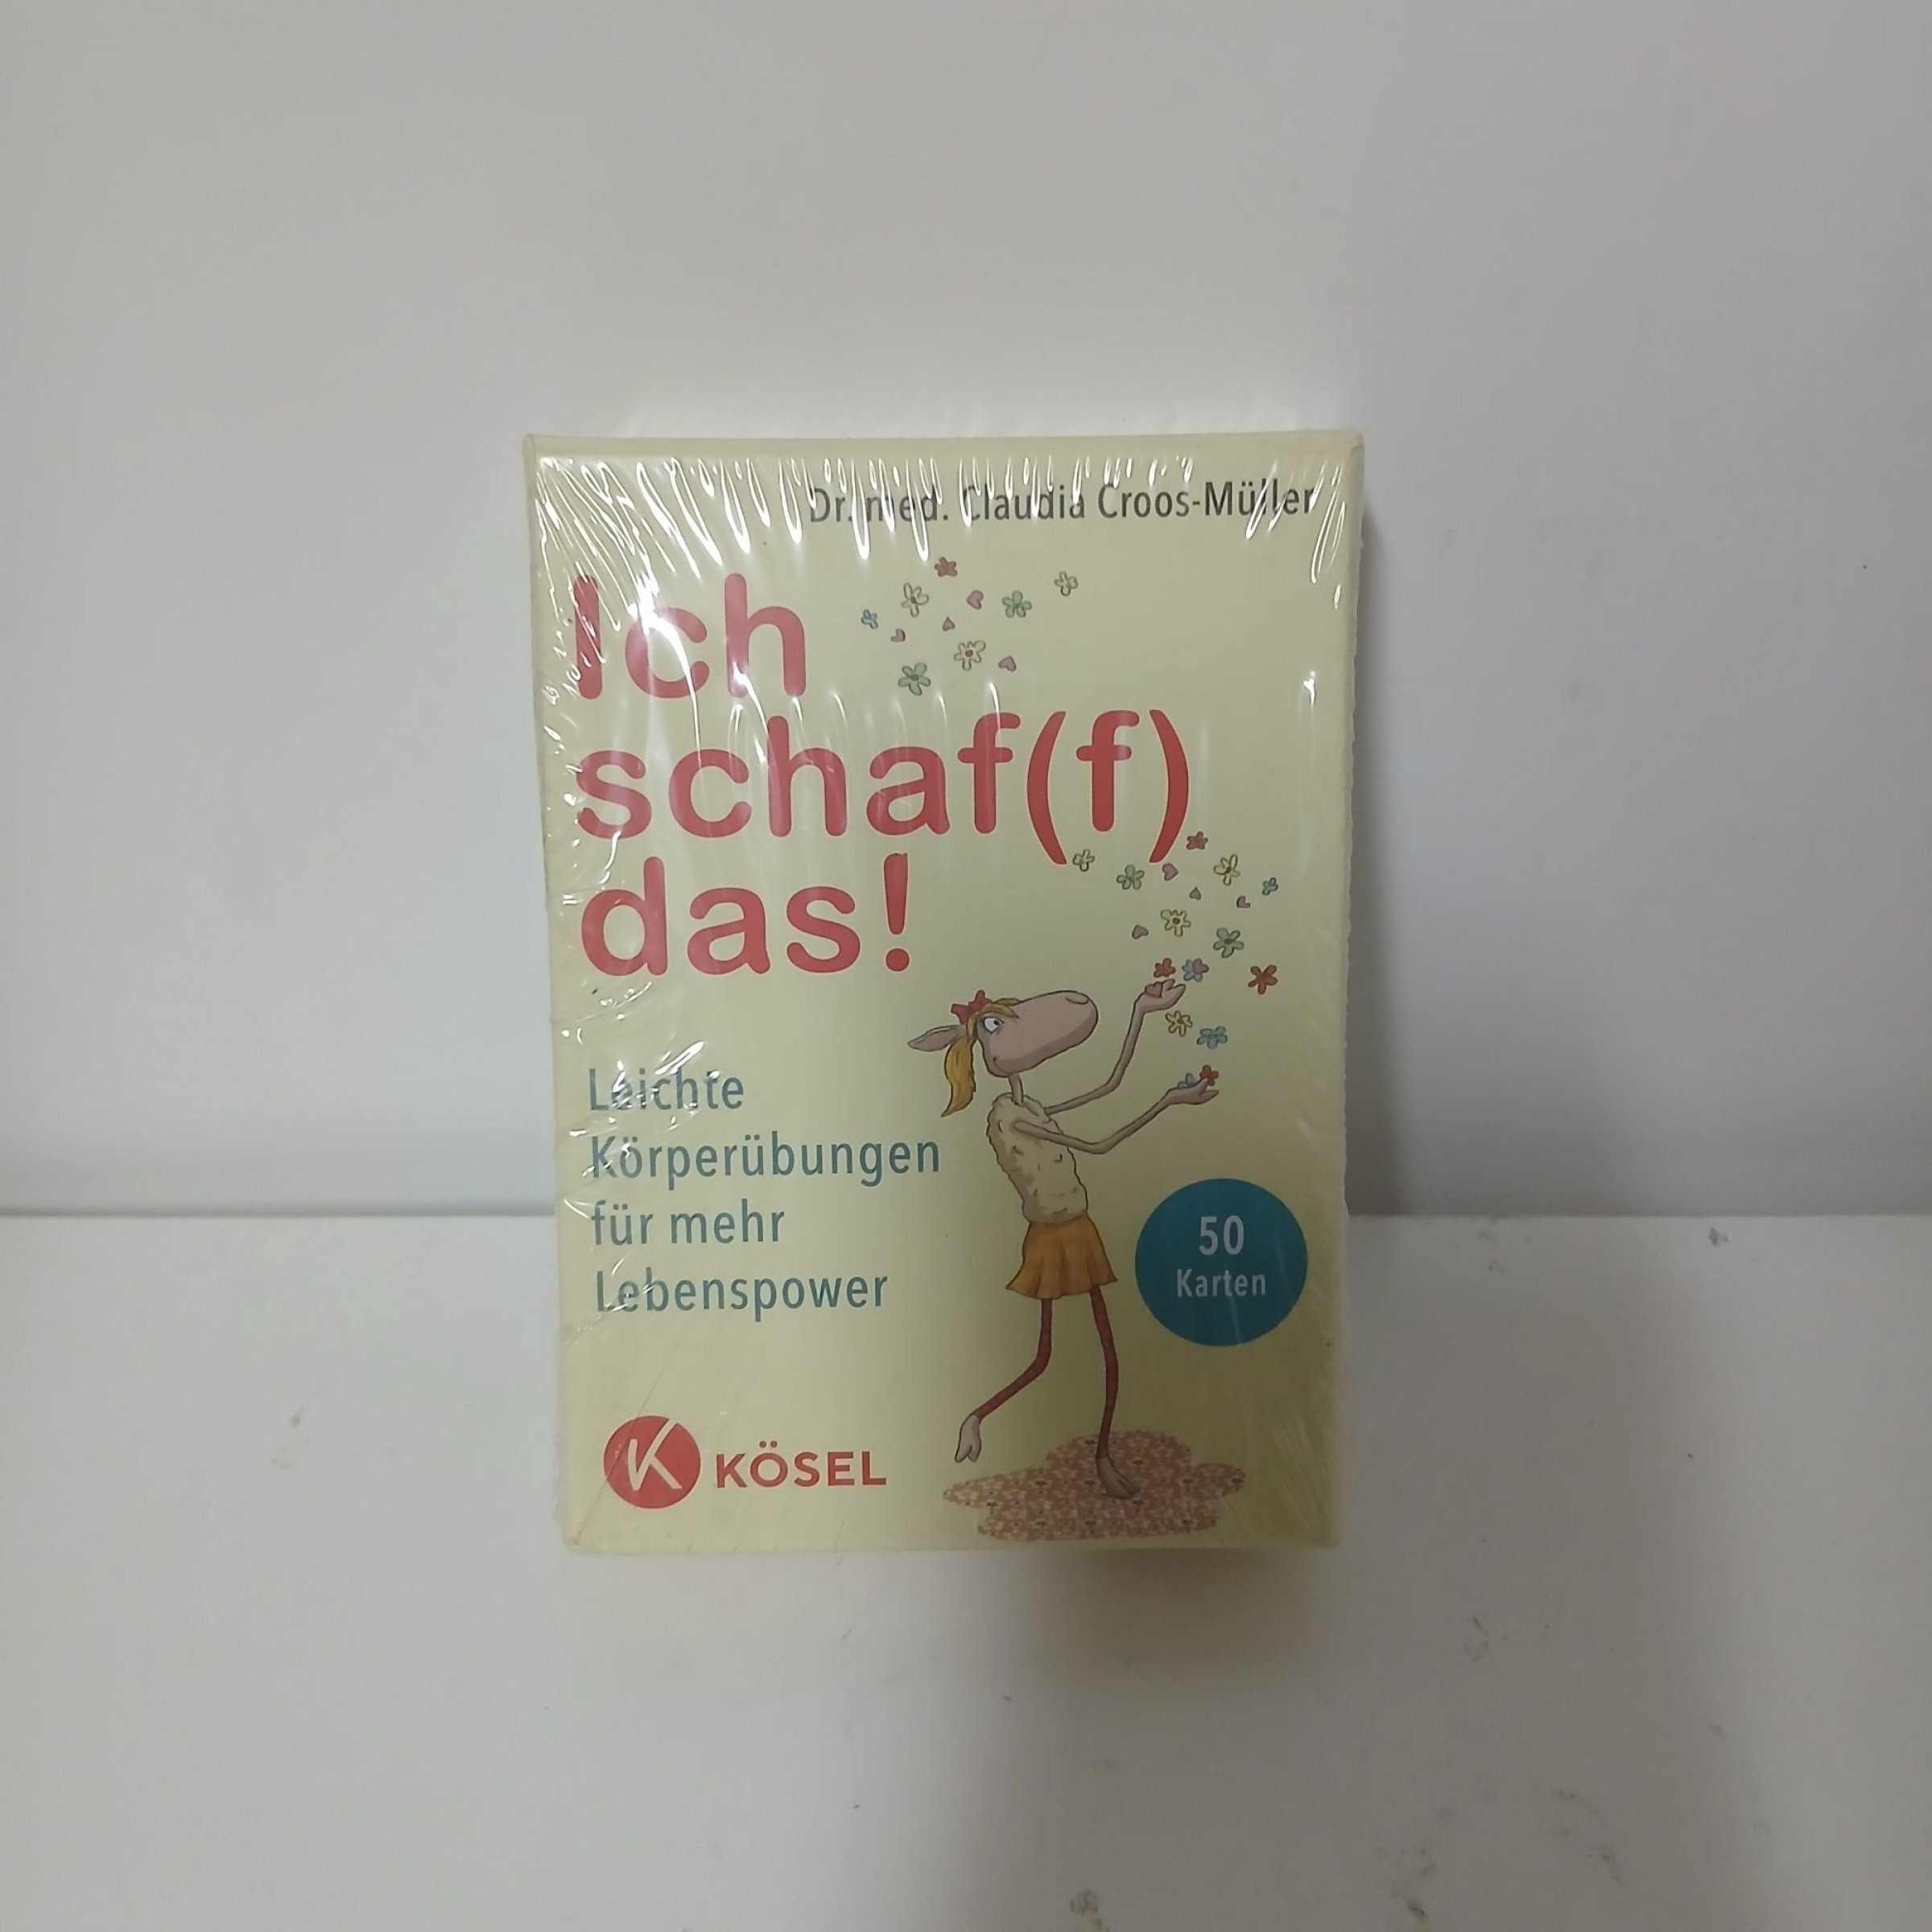 Dr. med. Claudia Croos-Müller
Ich
schaf(f)
das!
Leichte
Körperübungen
für mehr
Lebenspower
50
Karten
K KÖSEL